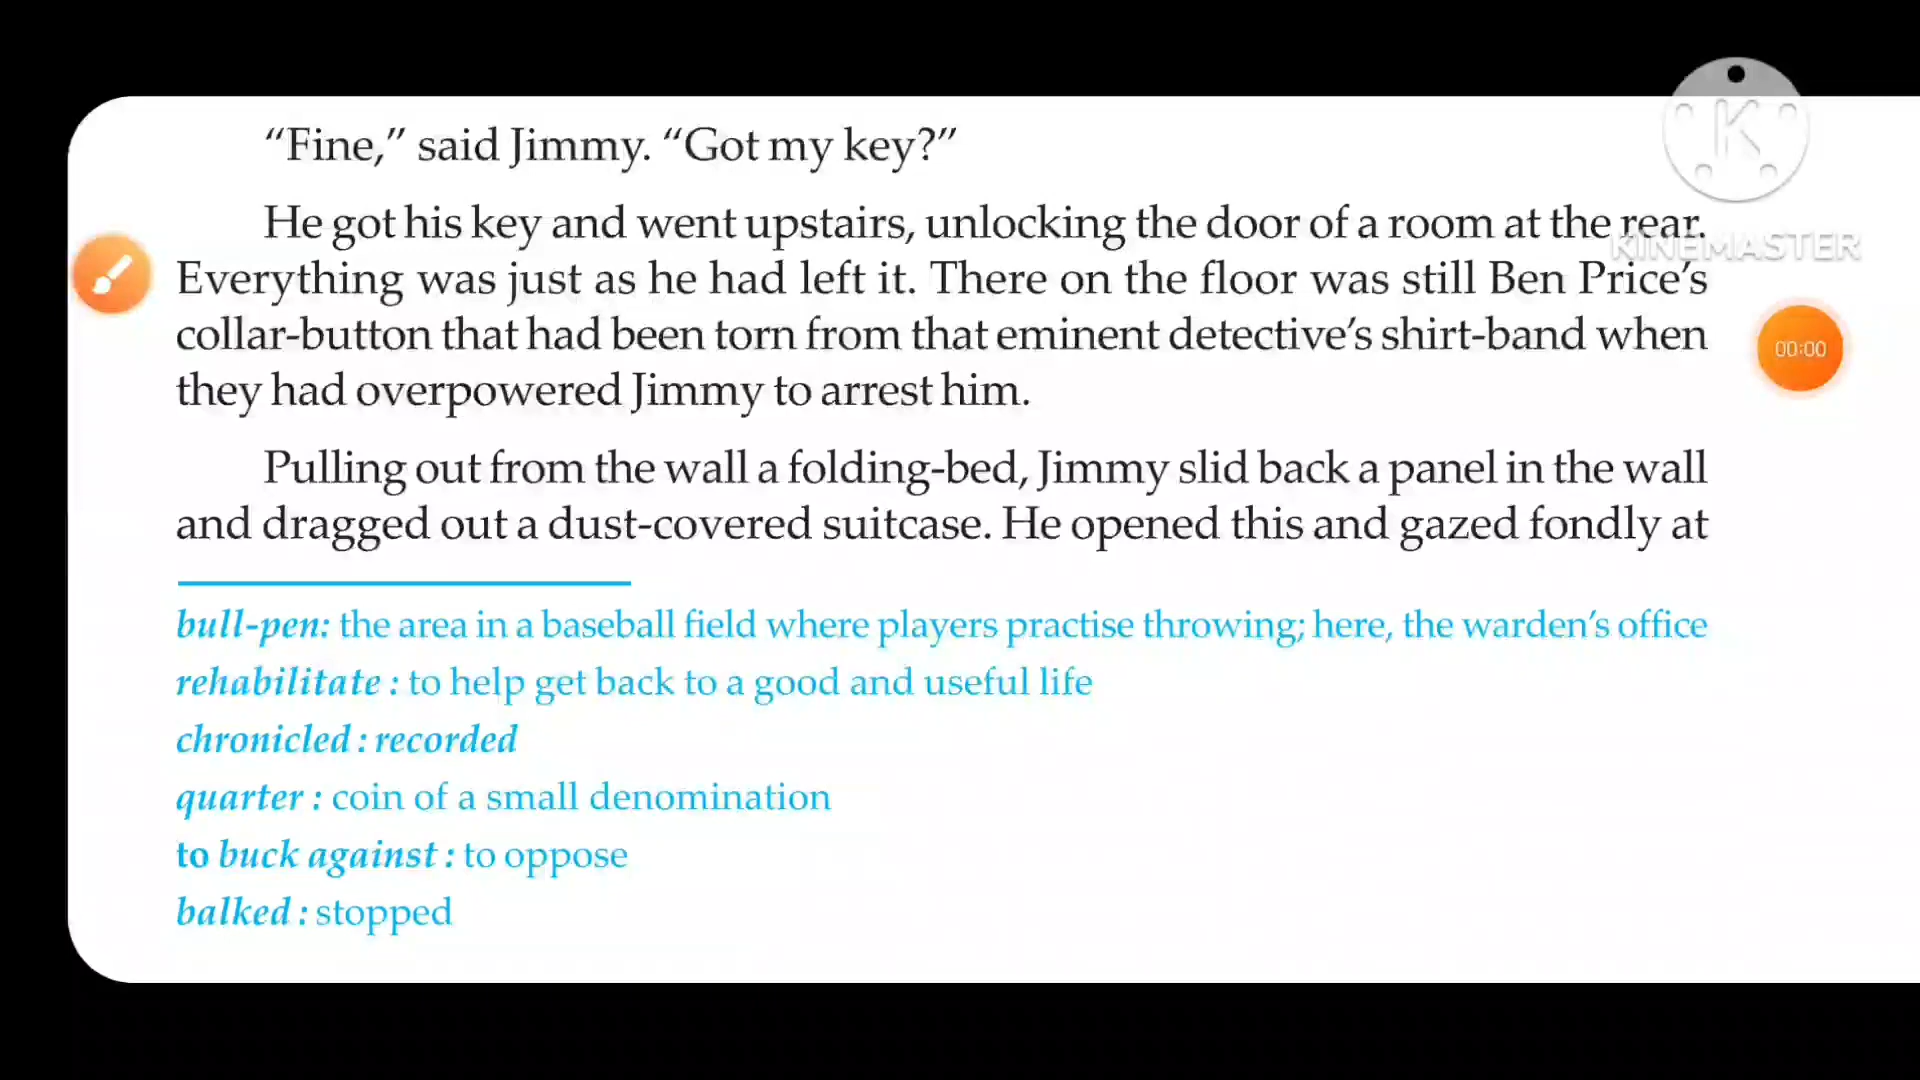 “Fine,” said Jimmy. “Got my key?”
He got his key and went upstairs, unlocking the door of a room at the rear.
Everything was just as he had left it. There on the floor was still Ben Price’s
collar-button that had been torn from that eminent detective’s shirt-band when
they had overpowered Jimmy to arrest him.
Pulling out from the wall a folding-bed, Jimmy slid back a panel in the wall
and dragged out a dust-covered suitcase. He opened this and gazed fondly at
bull-pen: the area in a baseball field where players practise throwing; here, the warden’s office
rehabilitate : to help get back to a good and useful life
chronicled : recorded
quarter : coin of a small denomination
to buck against : to oppose
balked : stopped
K
KINEMASTER
00:00